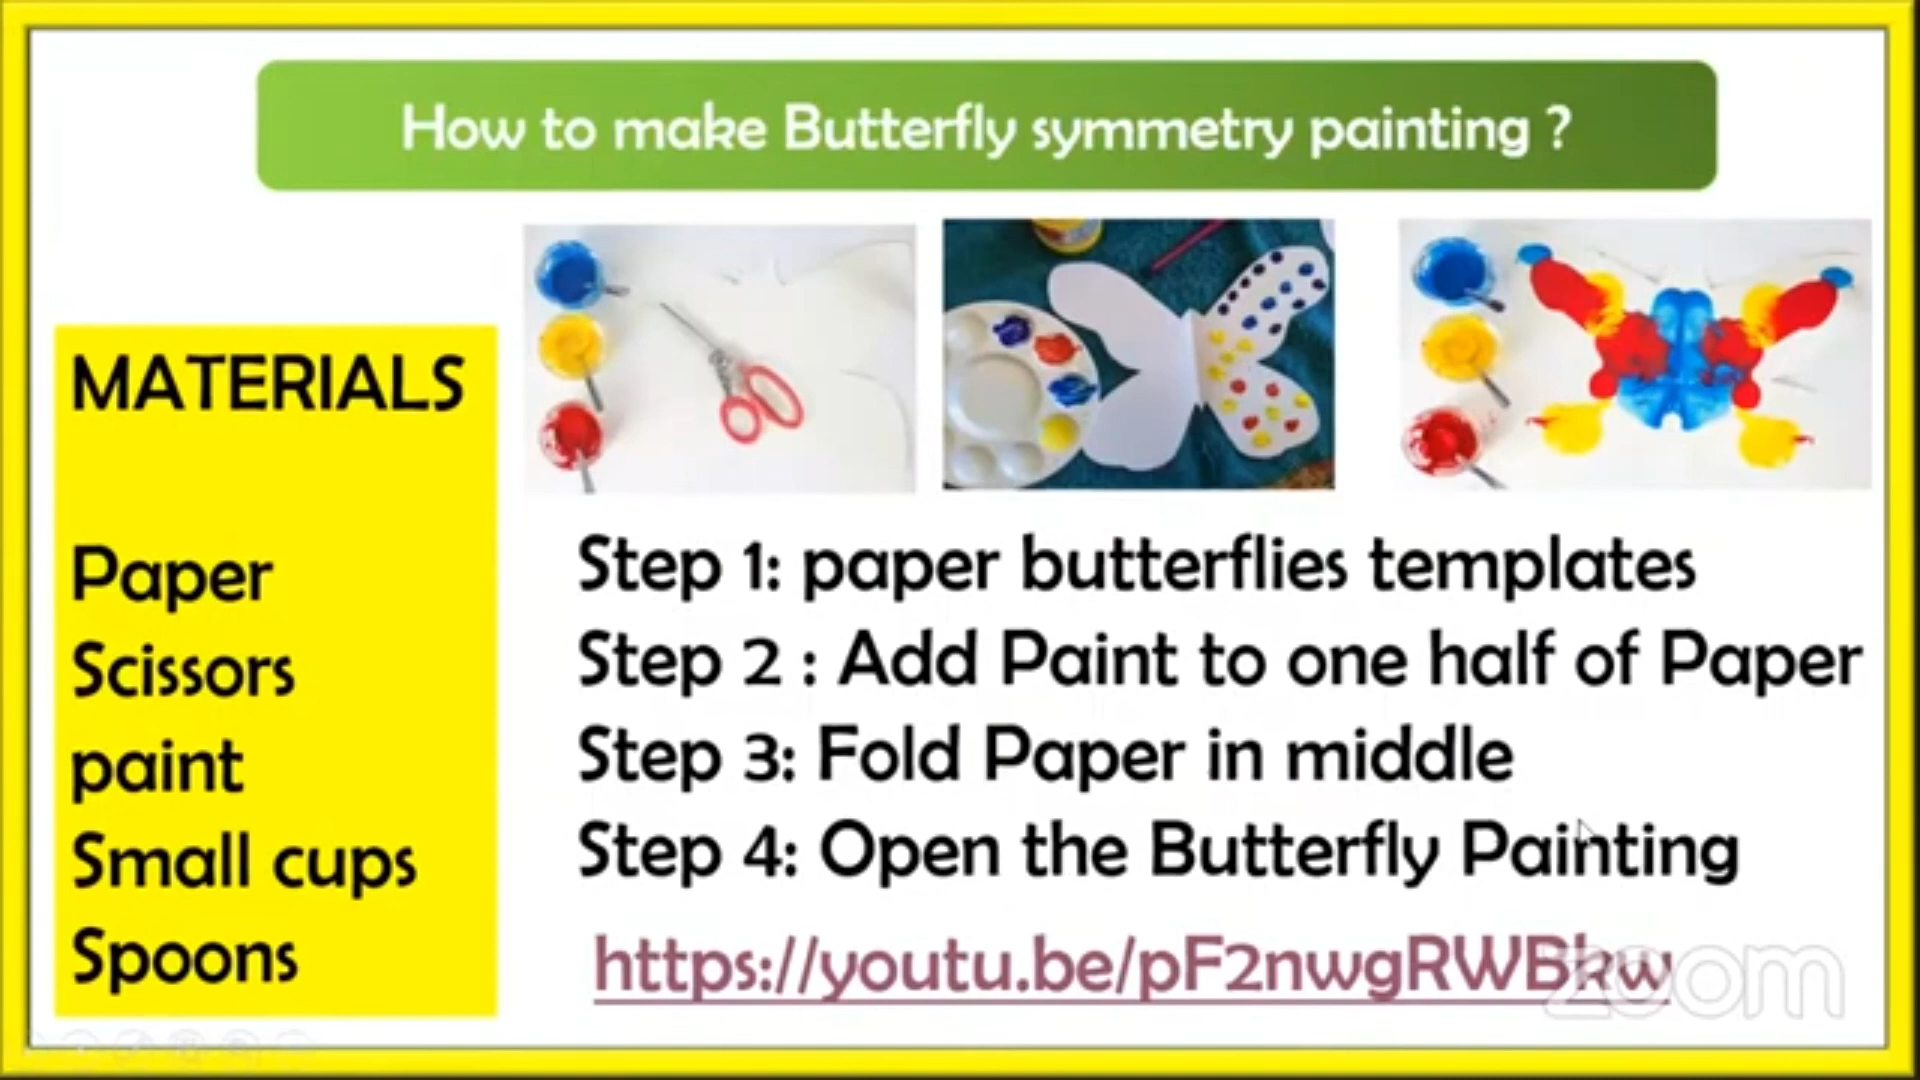 How to make Butterfly symmetry painting ?
MATERIALS
Paper
Scissors
paint
Small cups
Spoons
Step 1: paper butterflies templates
Step 2 : Add Paint to one half of Paper
Step 3: Fold Paper in middle
Step 4: Open the Butterfly Painting
https://youtu.be/pF2nwgRWBkw
zoom